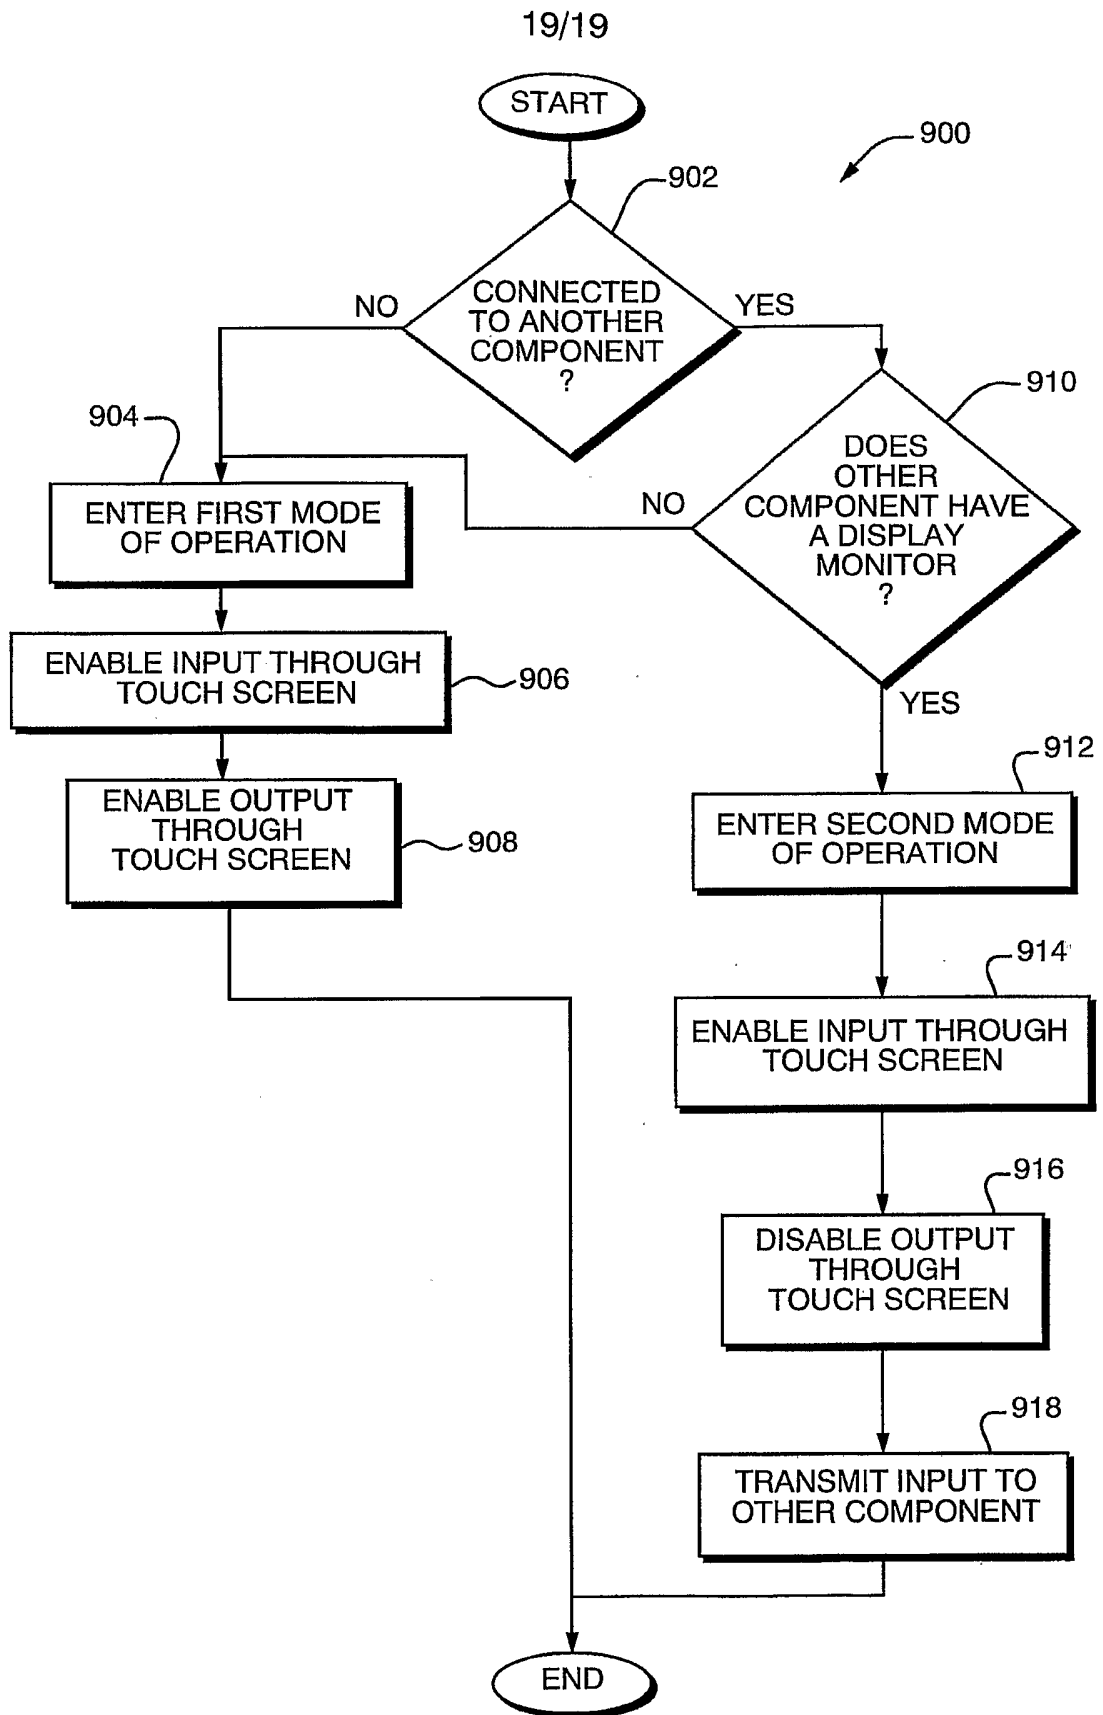 19/19
START
900
902
CONNECTED
TO ANOTHER
COMPONENT
?
NO
YES
910
DOES
OTHER
COMPONENT HAVE
A DISPLAY
MONITOR
?
NO
YES
904
ENTER FIRST MODE
OF OPERATION
ENABLE INPUT THROUGH
TOUCH SCREEN
906
ENABLE OUTPUT
THROUGH
TOUCH SCREEN
908
912
ENTER SECOND MODE
OF OPERATION
914
ENABLE INPUT THROUGH
TOUCH SCREEN
916
DISABLE OUTPUT
THROUGH
TOUCH SCREEN
918
TRANSMIT INPUT TO
OTHER COMPONENT
END